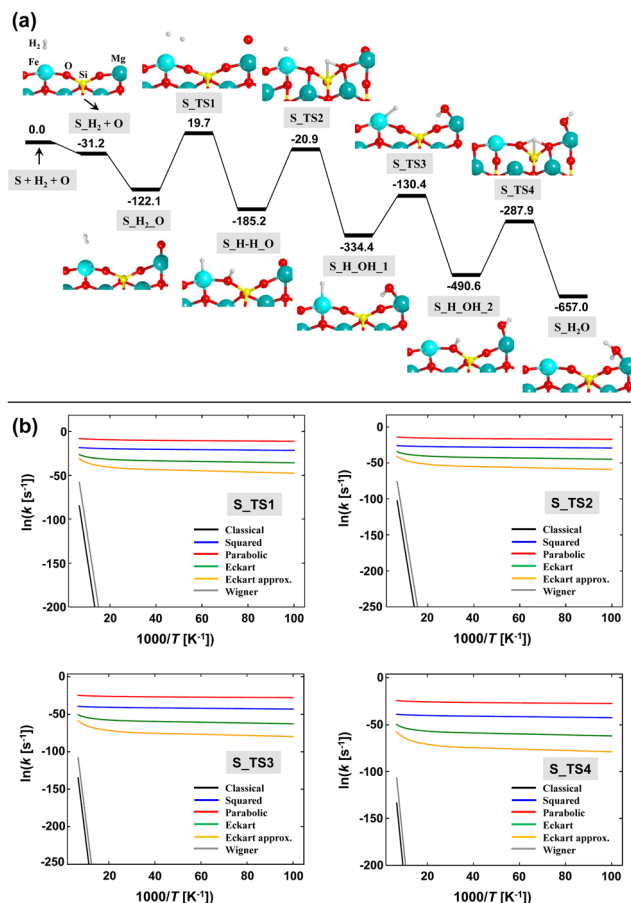 (a)
H₂
Fe
O
Si
Mg
S_H₂ + O
0.0
-31.2
S + H₂ + O
-122.1
S_H₂_O
S_TS1
19.7
-185.2
S_H-H_O
S_TS2
-20.9
-334.4
S_H_OH_1
S_TS3
-130.4
-490.6
S_H_OH_2
S_TS4
-287.9
-657.0
S_H₂O
(b)
ln(k [s⁻¹])
0
-50
-100
-150
-200
S_TS1
Classical
Squared
Parabolic
Eckart
Eckart approx.
Wigner
20 40 60 80 100
1000/T [K⁻¹]
ln(k [s⁻¹])
0
-50
-100
-150
-200
-250
S_TS2
Classical
Squared
Parabolic
Eckart
Eckart approx.
Wigner
20 40 60 80 100
1000/T [K⁻¹]
ln(k [s⁻¹])
0
-50
-100
-150
-200
-250
S_TS3
Classical
Squared
Parabolic
Eckart
Eckart approx.
Wigner
20 40 60 80 100
1000/T [K⁻¹]
ln(k [s⁻¹])
0
-50
-100
-150
-200
S_TS4
Classical
Squared
Parabolic
Eckart
Eckart approx.
Wigner
20 40 60 80 100
1000/T [K⁻¹]